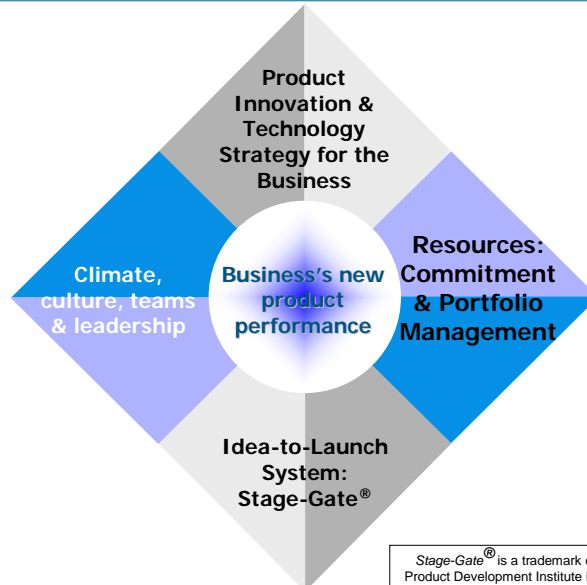 Product
Innovation &
Technology
Strategy for the
Business
Climate,
culture, teams
& leadership
Business's new
product
performance
Resources:
Commitment
& Portfolio
Management
Idea-to-Launch
System:
Stage-Gate®
Stage-Gate® is a trademark
Product Development Institute